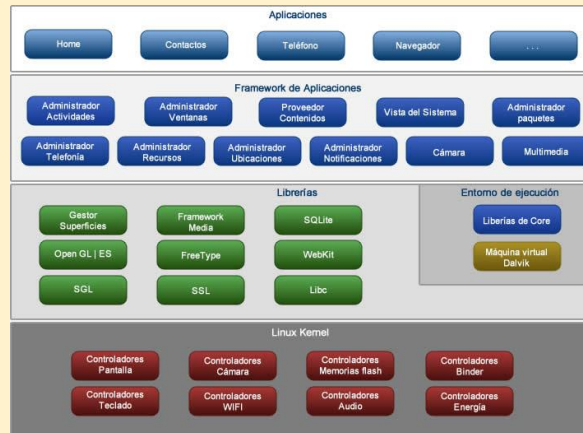 Aplicaciones
Home
Contactos
Teléfono
Navegador
. . .
Framework de Aplicaciones
Administrador
Actividades
Administrador
Ventanas
Proveedor
Contenidos
Vista del Sistema
Administrador
paquetes
Administrador
Telefonía
Administrador
Recursos
Administrador
Ubicaciones
Administrador
Notificaciones
Cámara
Multimedia
Librerías
Gestor
Superficies
Framework
Media
SQLite
Open GL | ES
FreeType
WebKit
SGL
SSL
Libc
Entorno de ejecución
Liberías de Core
Máquina virtual
Dalvik
Linux Kernel
Controladores
Pantalla
Controladores
Cámara
Controladores
Memorias flash
Controladores
Binder
Controladores
Teclado
Controladores
WIFI
Controladores
Audio
Controladores
Energía